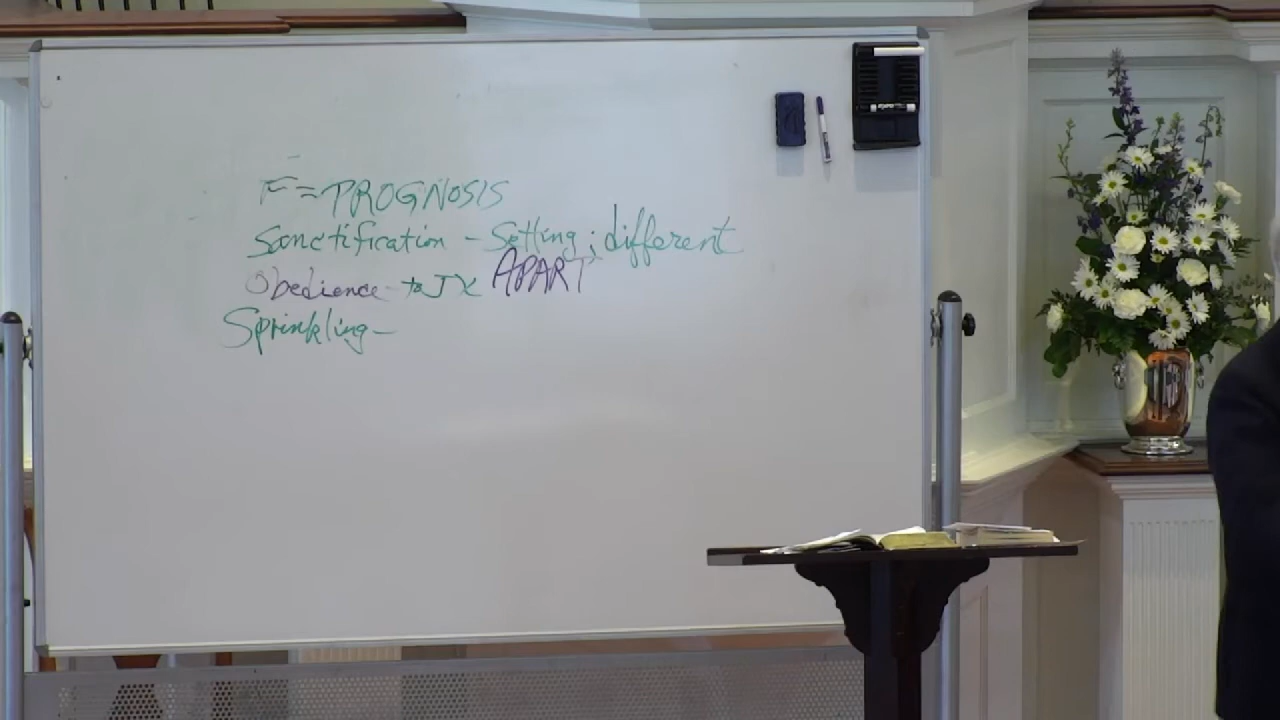 F = PROGNOSIS
Sanctification - Setting ; different
APART
Obedience - to JX
Sprinkling -